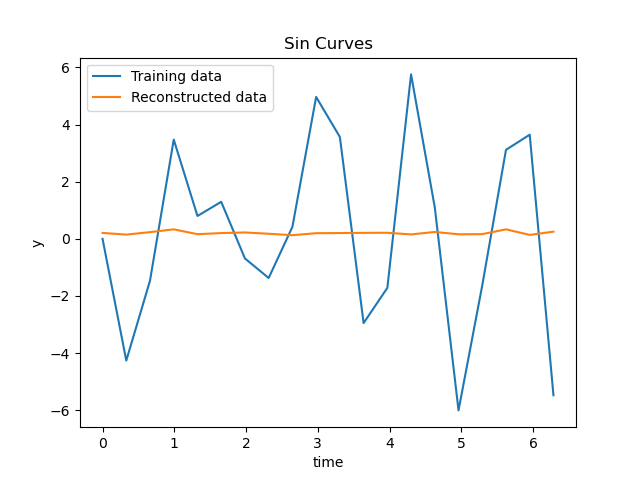 Sin Curves
Training data
Reconstructed data
6
4
2
0
−2
−4
−6
y
0 1 2 3 4 5 6
time